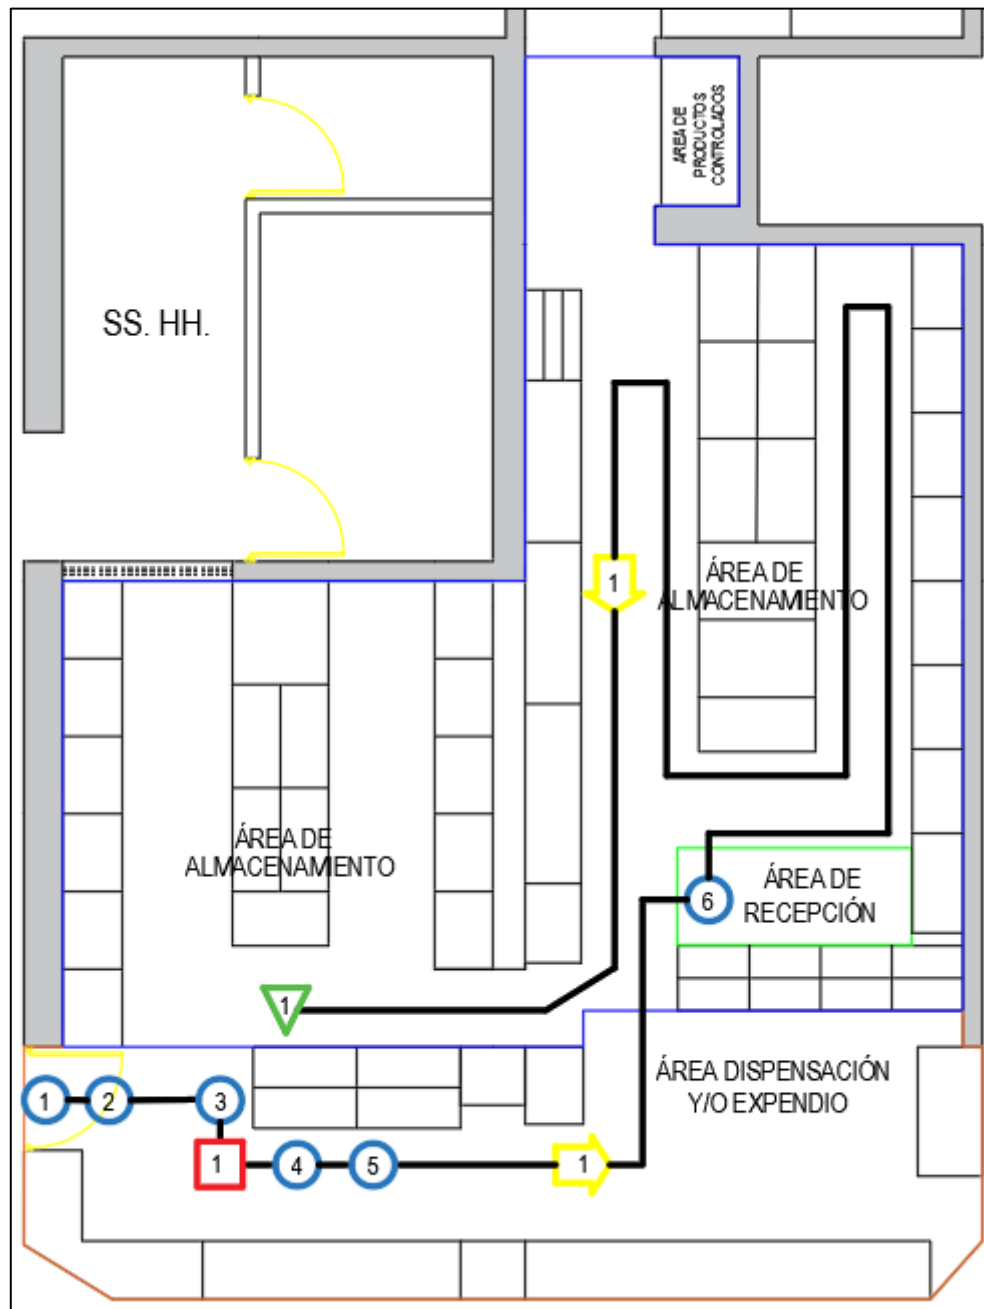 ÁREA DE
PRODUCTOS
CONTROLADOS
SS. HH.
1
ÁREA DE
ALMACENAMIENTO
ÁREA DE
ALMACENAMIENTO
ÁREA DE
RECEPCIÓN
6
1
ÁREA DISPENSACIÓN
Y/O EXPENDIO
1
2
3
1
4
5
1